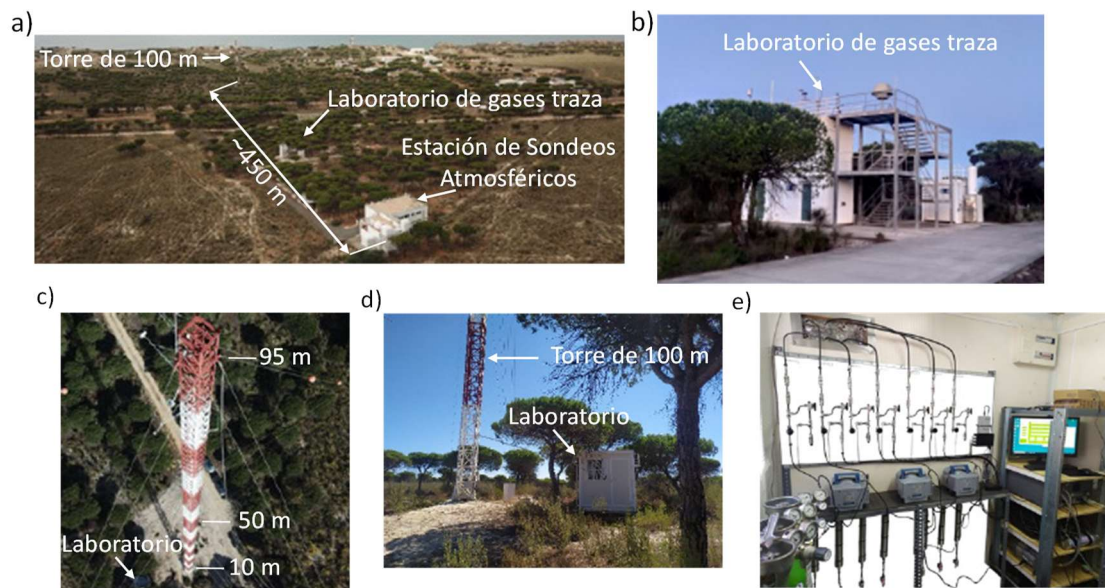 a)
Torre de 100 m
Laboratorio de gases traza
Estación de Sondeos
Atmosféricos
~450 m
b)
Laboratorio de gases traza
c)
95 m
50 m
Laboratorio
10 m
d)
Torre de 100 m
Laboratorio
e)